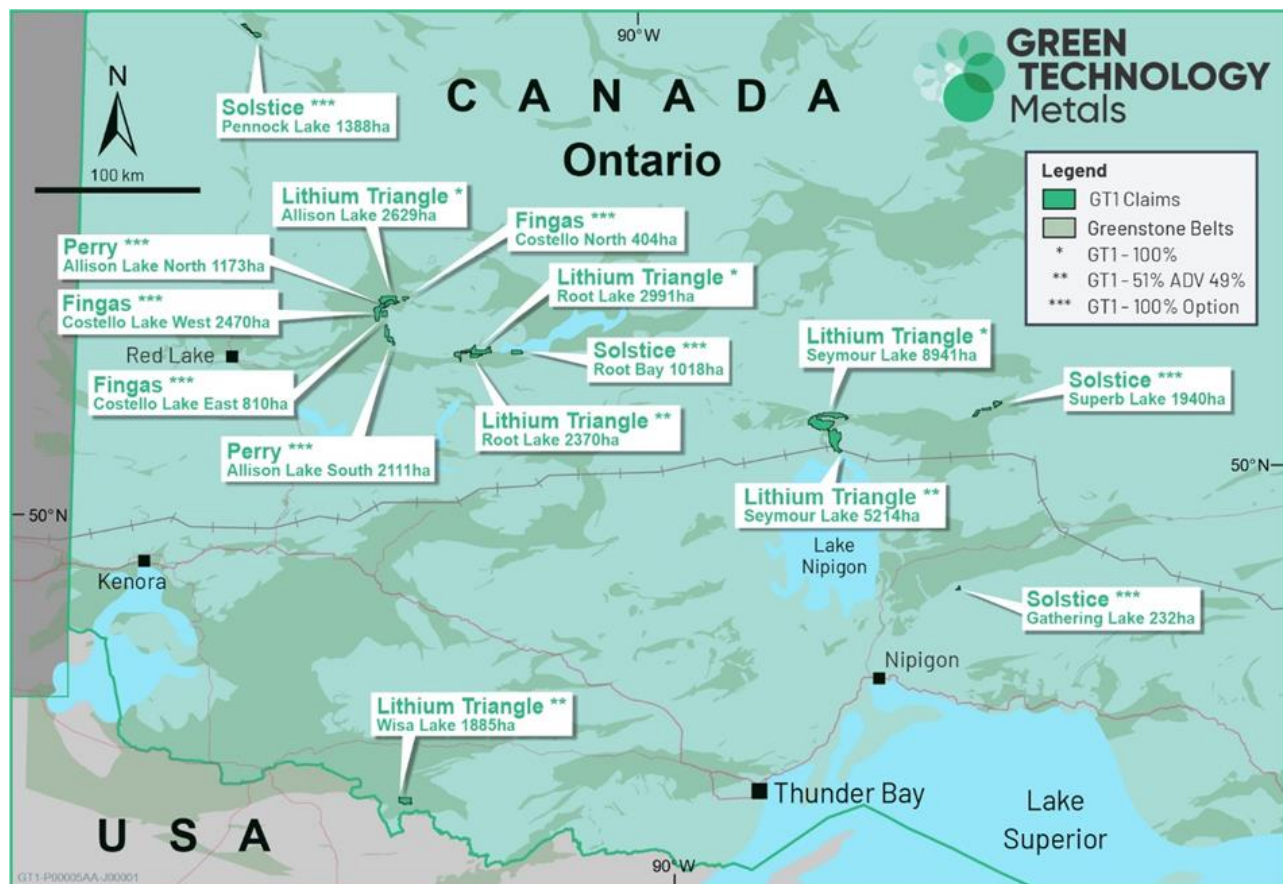 90°W
GREEN
TECHNOLOGY
Metals
N
100 km
C A N A D A
Ontario
Solstice ***
Pennock Lake 1388ha
Legend
GT1 Claims
Greenstone Belts
* GT1 - 100%
** GT1 - 51% ADV 49%
*** GT1 - 100% Option
Lithium Triangle *
Allison Lake 2629ha
Fingas ***
Costello North 404ha
Perry ***
Allison Lake North 1173ha
Lithium Triangle *
Root Lake 2991ha
Fingas ***
Costello Lake West 2470ha
Red Lake
Solstice ***
Root Bay 1018ha
Lithium Triangle *
Seymour Lake 8941ha
Solstice ***
Superb Lake 1940ha
Fingas ***
Costello Lake East 810ha
Lithium Triangle **
Root Lake 2370ha
Perry ***
Allison Lake South 2111ha
50°N
Lithium Triangle **
Seymour Lake 5214ha
50°N
Lake
Nipigon
Kenora
Solstice ***
Gathering Lake 232ha
Nipigon
Lithium Triangle **
Wisa Lake 1885ha
Thunder Bay
Lake
Superior
U S A
90°W
GT1-P00005AA-J00001